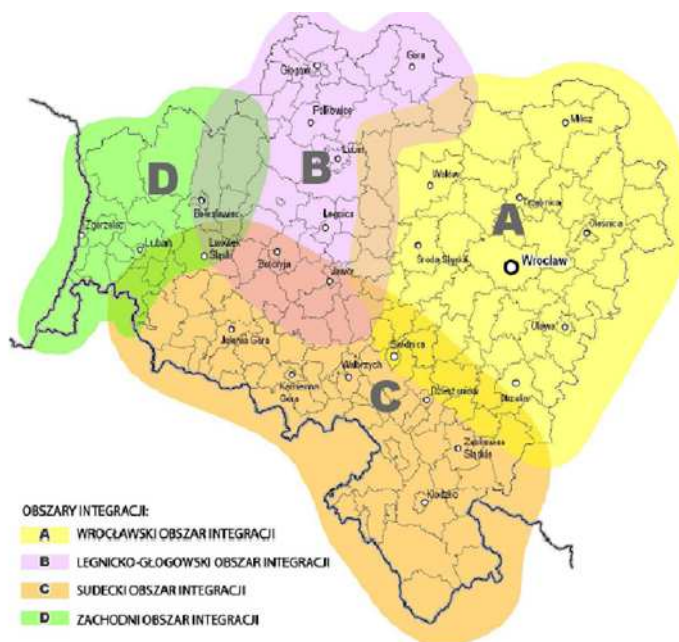 Głogów
Góra
Polkowice
Milicz
Lubin
B
D
Wołów
Trzebnica
Bolesławiec
A
Oleśnica
Legnica
Zgorzelec
Lubań
Lwówek
Śląski
Złotoryja
Środa Śląska
Wrocław
Jawor
Jelenia Góra
Oława
Świdnica
Wałbrzych
Kamienna
Góra
C
Dzierżoniów
Strzelin
Ząbkowice
Śląskie
Kłodzko
OBSZARY INTEGRACJI:
A WROCŁAWSKI OBSZAR INTEGRACJI
B LEGNICKO-GŁOGOWSKI OBSZAR INTEGRACJI
C SUDECKI OBSZAR INTEGRACJI
D ZACHODNI OBSZAR INTEGRACJI